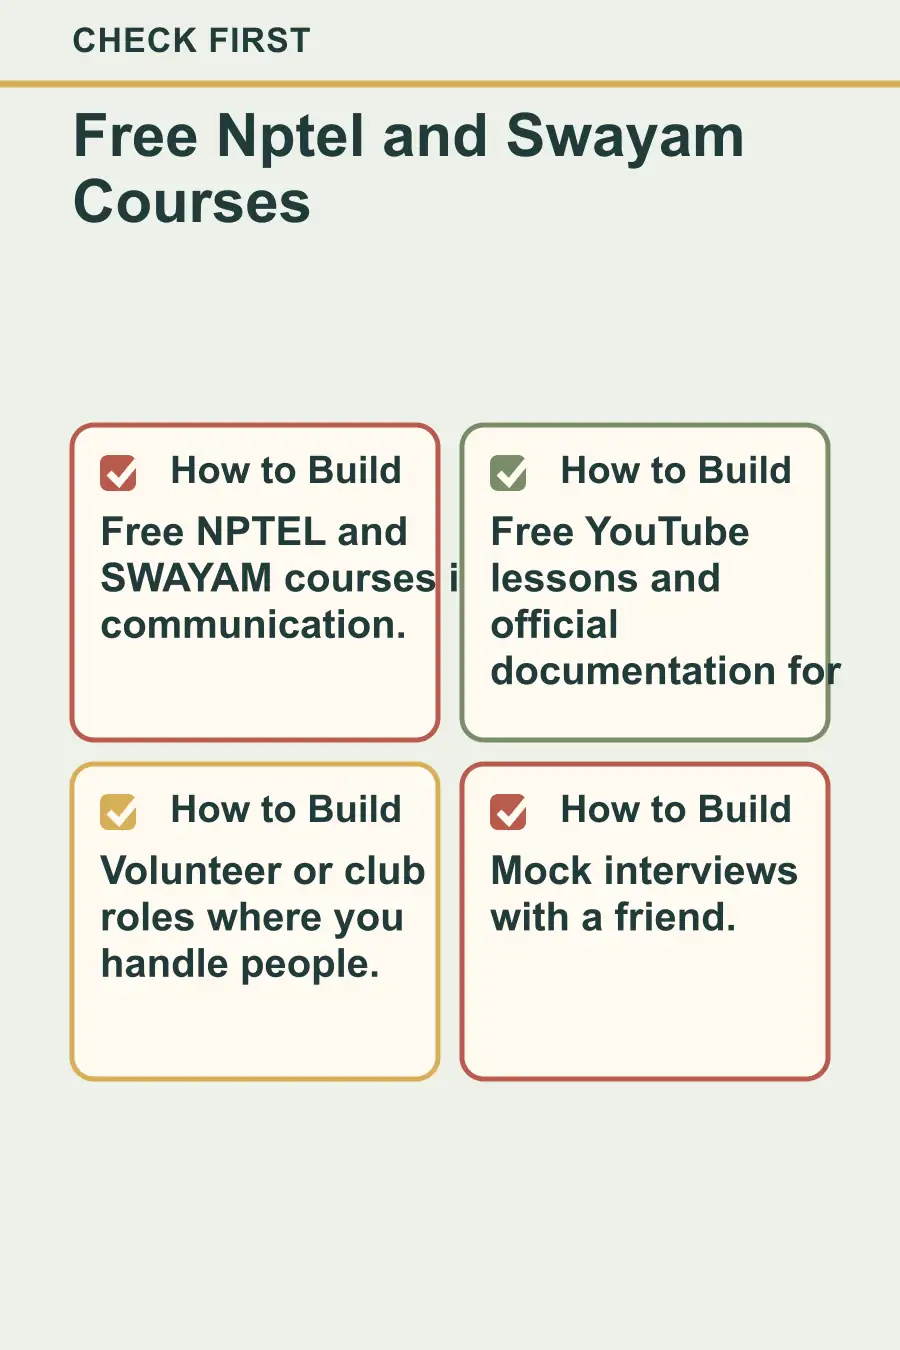 CHECK FIRST
Free Nptel and Swayam
Courses
How to Build
Free NPTEL and
SWAYAM courses i
communication.
How to Build
Free YouTube
lessons and
official
documentation for
How to Build
Volunteer or club
roles where you
handle people.
How to Build
Mock interviews
with a friend.